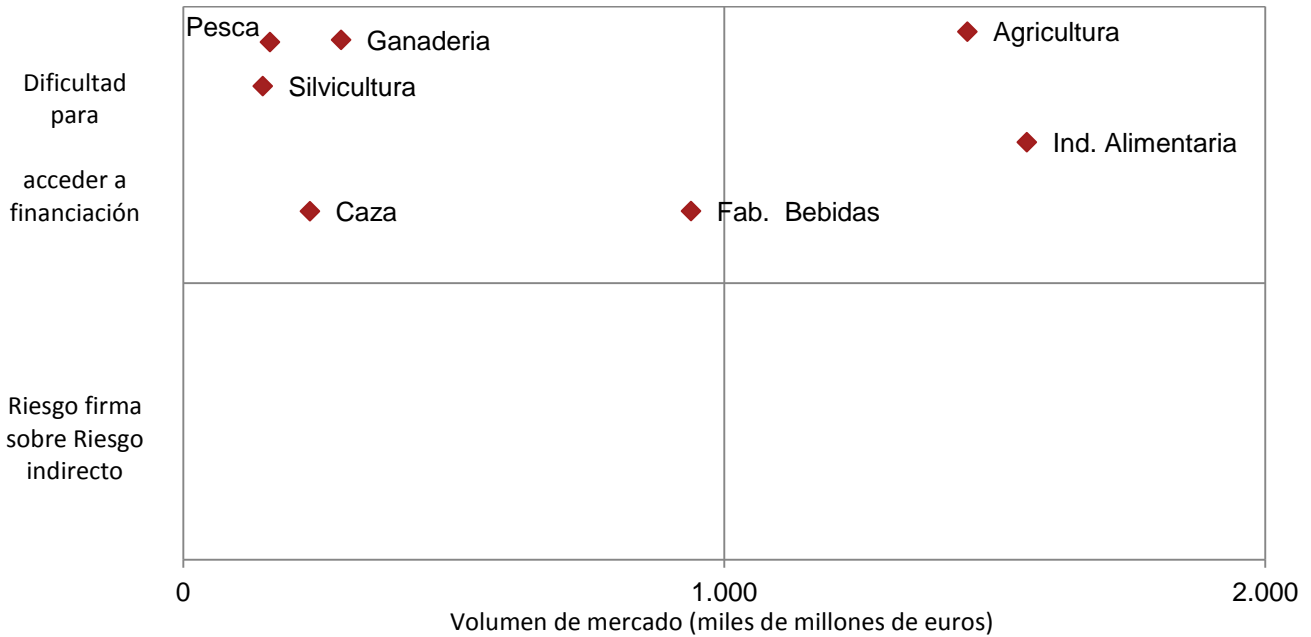 Pesca
Ganaderia
Agricultura
Silvicultura
Ind. Alimentaria
Caza
Fab. Bebidas
Dificultad
para
acceder a
financiación
Riesgo firma
sobre Riesgo
indirecto
0
1.000
2.000
Volumen de mercado (miles de millones de euros)